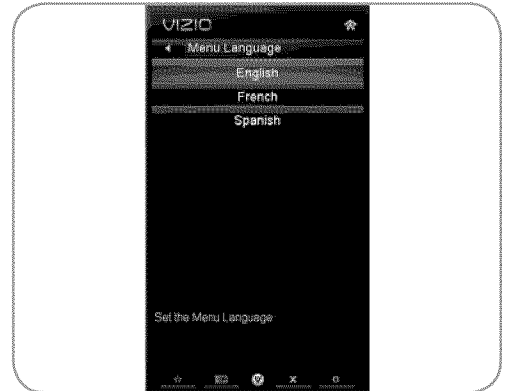 VIZIO
Menu Language
English
French
Spanish
Set the Menu Language